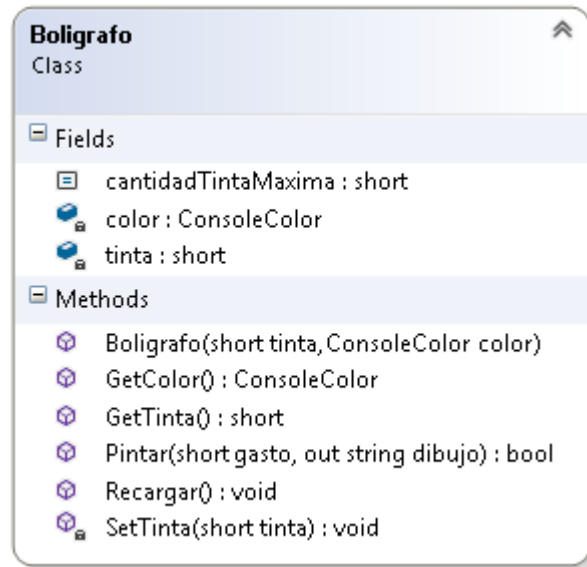 Boligrafo
Class
Fields
cantidadTintaMaxima : short
color : ConsoleColor
tinta : short
Methods
Boligrafo(short tinta, ConsoleColor color)
GetColor() : ConsoleColor
GetTinta() : short
Pintar(short gasto, out string dibujo) : bool
Recargar() : void
SetTinta(short tinta) : void